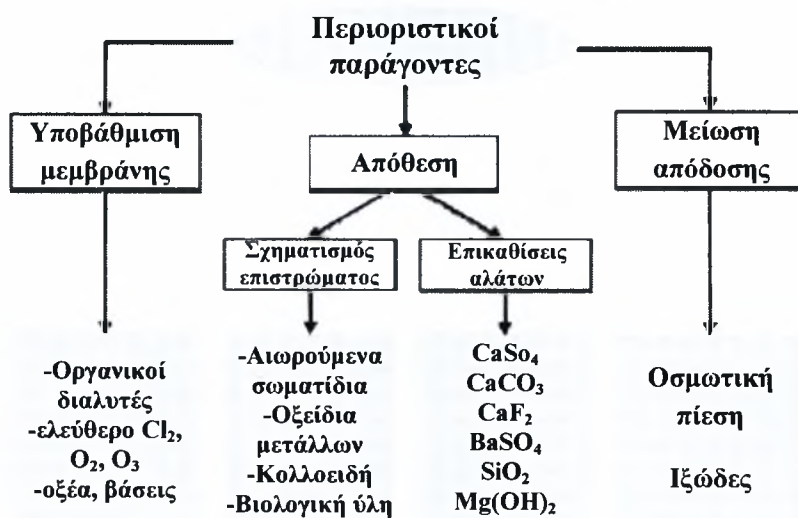 Περιοριστικοί
παράγοντες
Υποβάθμιση
μεμβράνης
Απόθεση
Μείωση
απόδοσης
Σχηματισμός
επιστρώματος
Επικαθίσεις
αλάτων
-Οργανικοί
διαλυτές
-ελεύθερο Cl₂,
O₂, O₃
-οξέα, βάσεις
-Αιωρούμενα
σωματίδια
-Οξείδια
μετάλλων
-Κολλοειδή
-Βιολογική ύλη
CaSo₄
CaCO₃
CaF₂
BaSO₄
SiO₂
Mg(OH)₂
Οσμωτική
πίεση
Ιξώδες